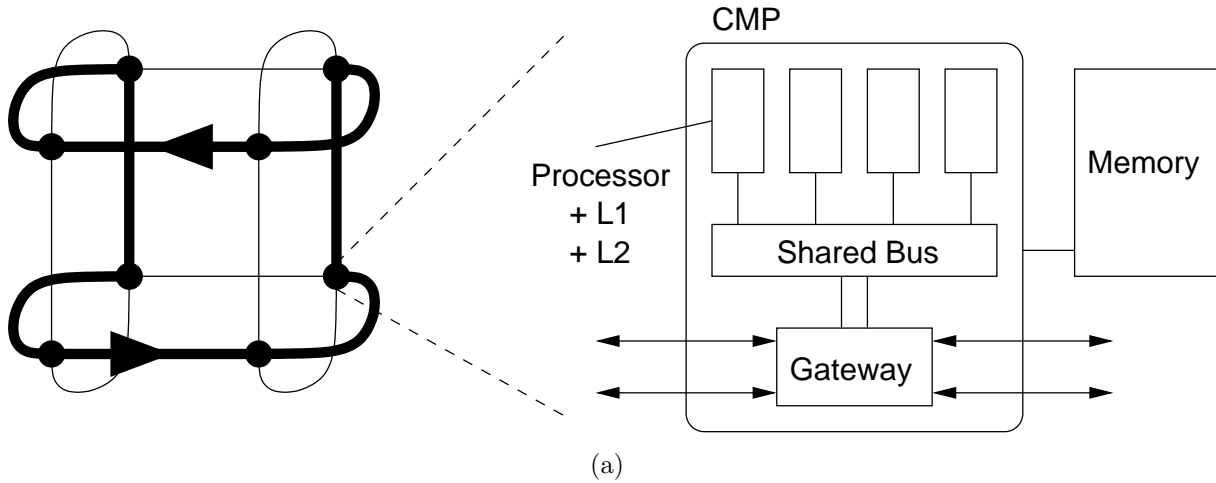 CMP
Processor
+ L1
+ L2
Shared Bus
Gateway
Memory
(a)